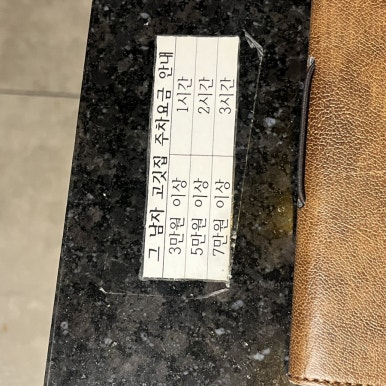 그 남자 고깃집 주차요금 안내
3만원 이상 1시간
5만원 이상 2시간
7만원 이상 3시간